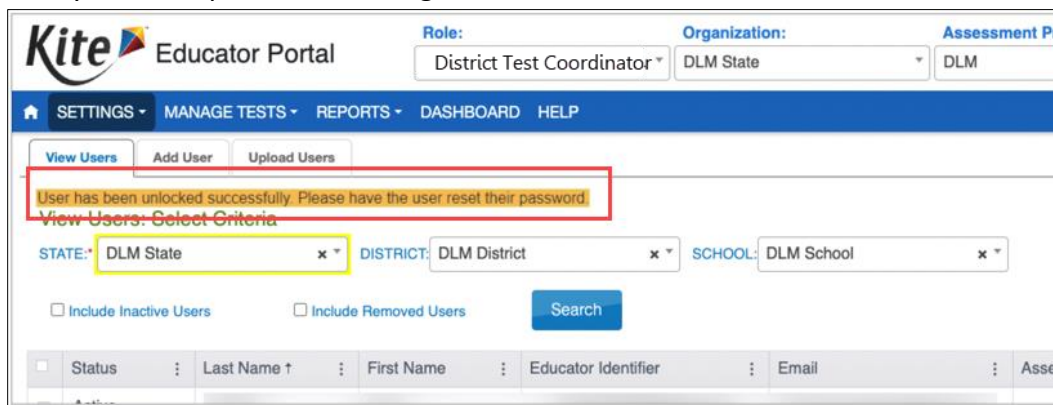 Role: Organization: Assessment P
Kite Educator Portal District Test Coordinator DLM State DLM
SETTINGS MANAGE TESTS REPORTS DASHBOARD HELP
View Users Add User Upload Users
User has been unlocked successfully. Please have the user reset their password.
View Users: Select Criteria
STATE:* DLM State DISTRICT: DLM District SCHOOL: DLM School
Include Inactive Users Include Removed Users Search
Status Last Name ↑ First Name Educator Identifier Email Asse